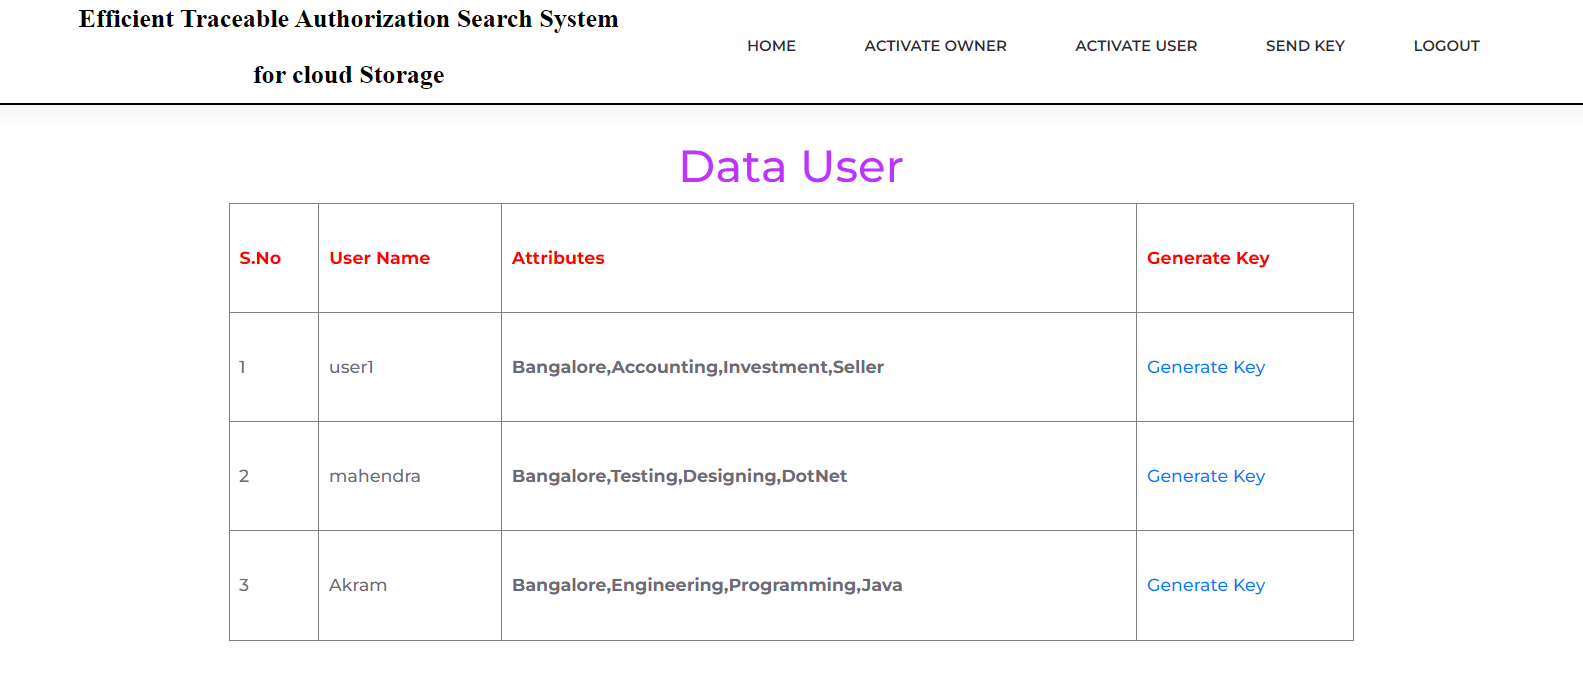 Efficient Traceable Authorization Search System
for cloud Storage
HOME ACTIVATE OWNER ACTIVATE USER SEND KEY LOGOUT
Data User
S.No User Name Attributes Generate Key
1 user1 Bangalore,Accounting,Investment,Seller Generate Key
2 mahendra Bangalore,Testing,Designing,DotNet Generate Key
3 Akram Bangalore,Engineering,Programming,Java Generate Key